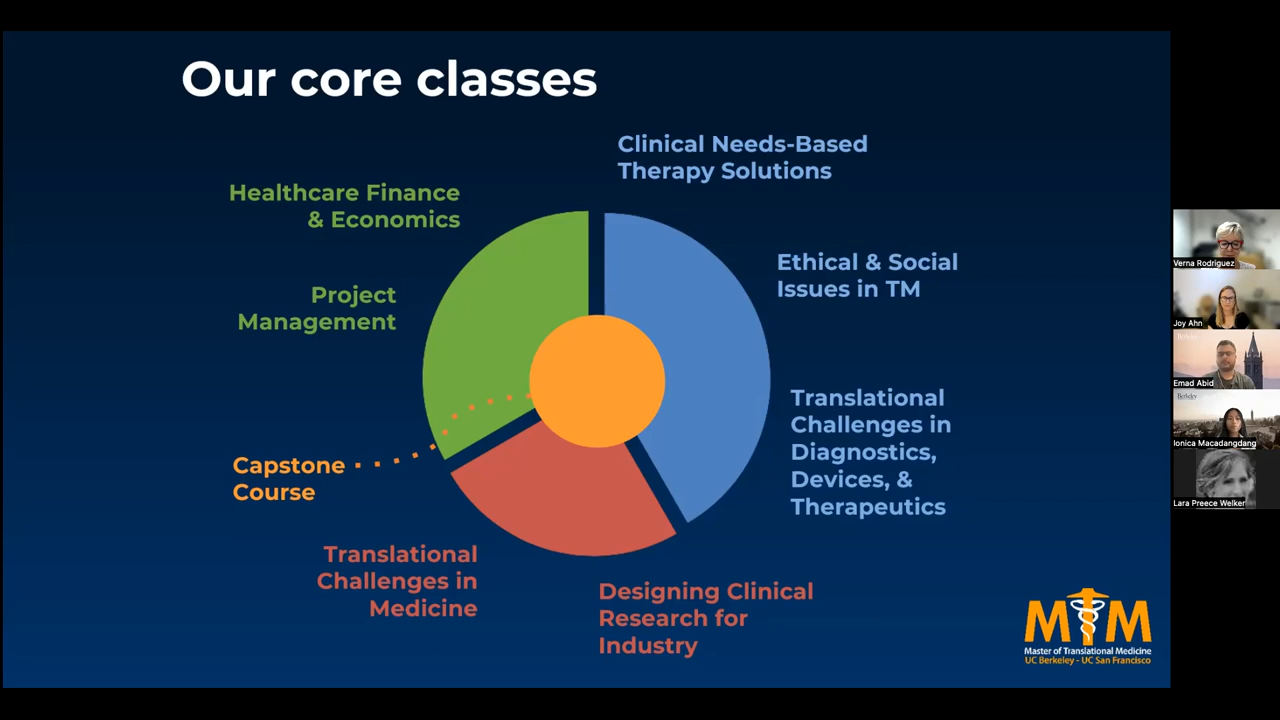 Our core classes
Clinical Needs-Based
Therapy Solutions
Healthcare Finance
& Economics
Ethical & Social
Issues in TM
Project
Management
Translational
Challenges in
Diagnostics,
Devices, &
Therapeutics
Capstone
Course
Translational
Challenges in
Medicine
Designing Clinical
Research for
Industry
MTM
Master of Translational Medicine
UC Berkeley - UC San Francisco
Verna Rodriguez
Joy Ahn
Emad Abid
Berkeley
Ionica Macadangdang
Lara Preece Welker